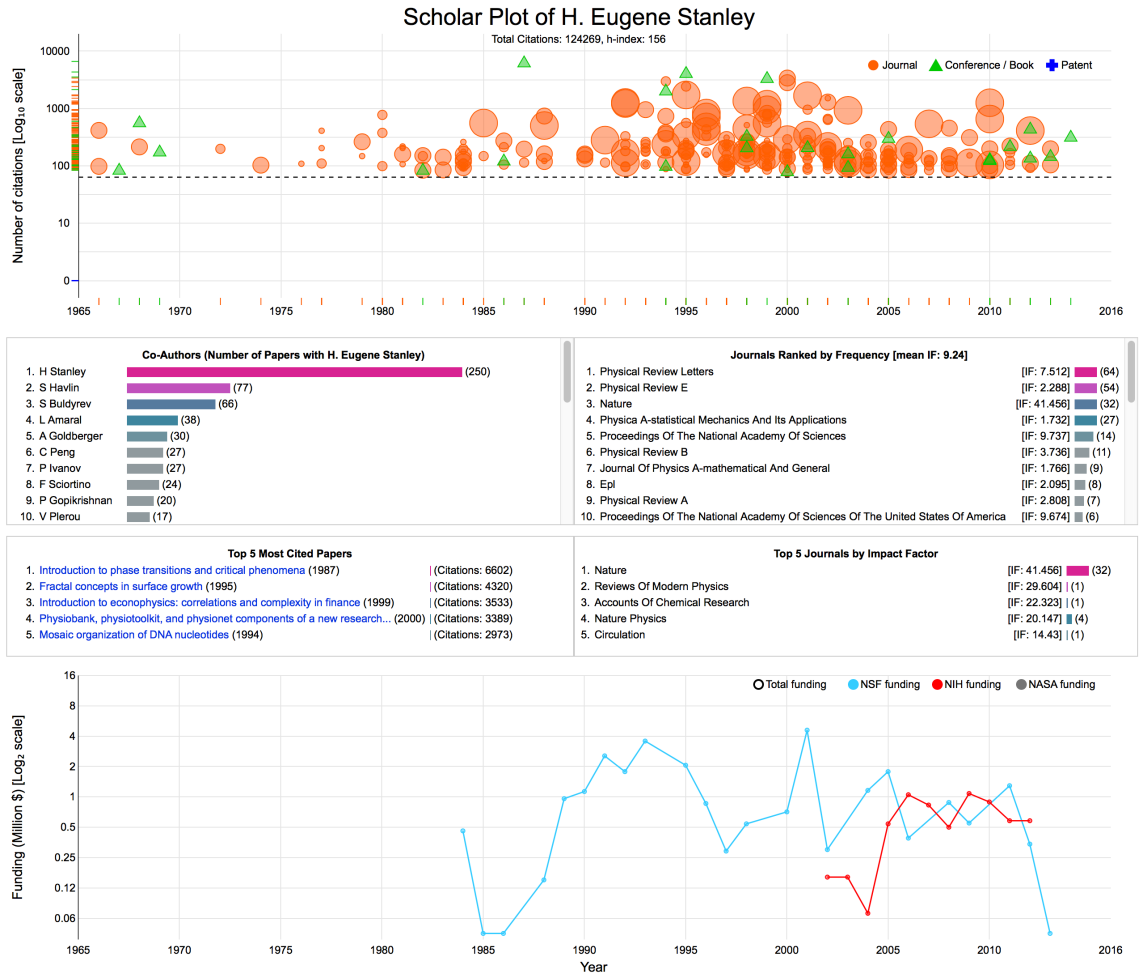 Scholar Plot of H. Eugene Stanley
Total Citations: 124269, h-index: 156
Journal Conference / Book Patent
Number of citations [Log10 scale]
10000
1000
100
10
0
1965 1970 1975 1980 1985 1990 1995 2000 2005 2010 2016
Co-Authors (Number of Papers with H. Eugene Stanley)
1. H Stanley (250)
2. S Havlin (77)
3. S Buldyrev (66)
4. L Amaral (38)
5. A Goldberger (30)
6. C Peng (27)
7. P Ivanov (27)
8. F Sciortino (24)
9. P Gopikrishnan (20)
10. V Plerou (17)
Journals Ranked by Frequency [mean IF: 9.24]
1. Physical Review Letters [IF: 7.512] (64)
2. Physical Review E [IF: 2.288] (54)
3. Nature [IF: 41.456] (32)
4. Physica A-statistical Mechanics And Its Applications [IF: 1.732] (27)
5. Proceedings Of The National Academy Of Sciences [IF: 9.737] (14)
6. Physical Review B [IF: 3.736] (11)
7. Journal Of Physics A-mathematical And General [IF: 1.766] (9)
8. Epl [IF: 2.095] (8)
9. Physical Review A [IF: 2.808] (7)
10. Proceedings Of The National Academy Of Sciences Of The United States Of America [IF: 9.674] (6)
Top 5 Most Cited Papers
1. Introduction to phase transitions and critical phenomena (1987) (Citations: 6602)
2. Fractal concepts in surface growth (1995) (Citations: 4320)
3. Introduction to econophysics: correlations and complexity in finance (1999) (Citations: 3533)
4. Physiobank, physiotoolkit, and physionet components of a new research... (2000) (Citations: 3389)
5. Mosaic organization of DNA nucleotides (1994) (Citations: 2973)
Top 5 Journals by Impact Factor
1. Nature [IF: 41.456] (32)
2. Reviews Of Modern Physics [IF: 29.604] (1)
3. Accounts Of Chemical Research [IF: 22.323] (1)
4. Nature Physics [IF: 20.147] (4)
5. Circulation [IF: 14.43] (1)
Total funding NSF funding NIH funding NASA funding
Funding (Million $) [Log2 scale]
16
8
4
2
1
0.5
0.25
0.12
0.06
1965 1970 1975 1980 1985 1990 1995 2000 2005 2010 2016
Year